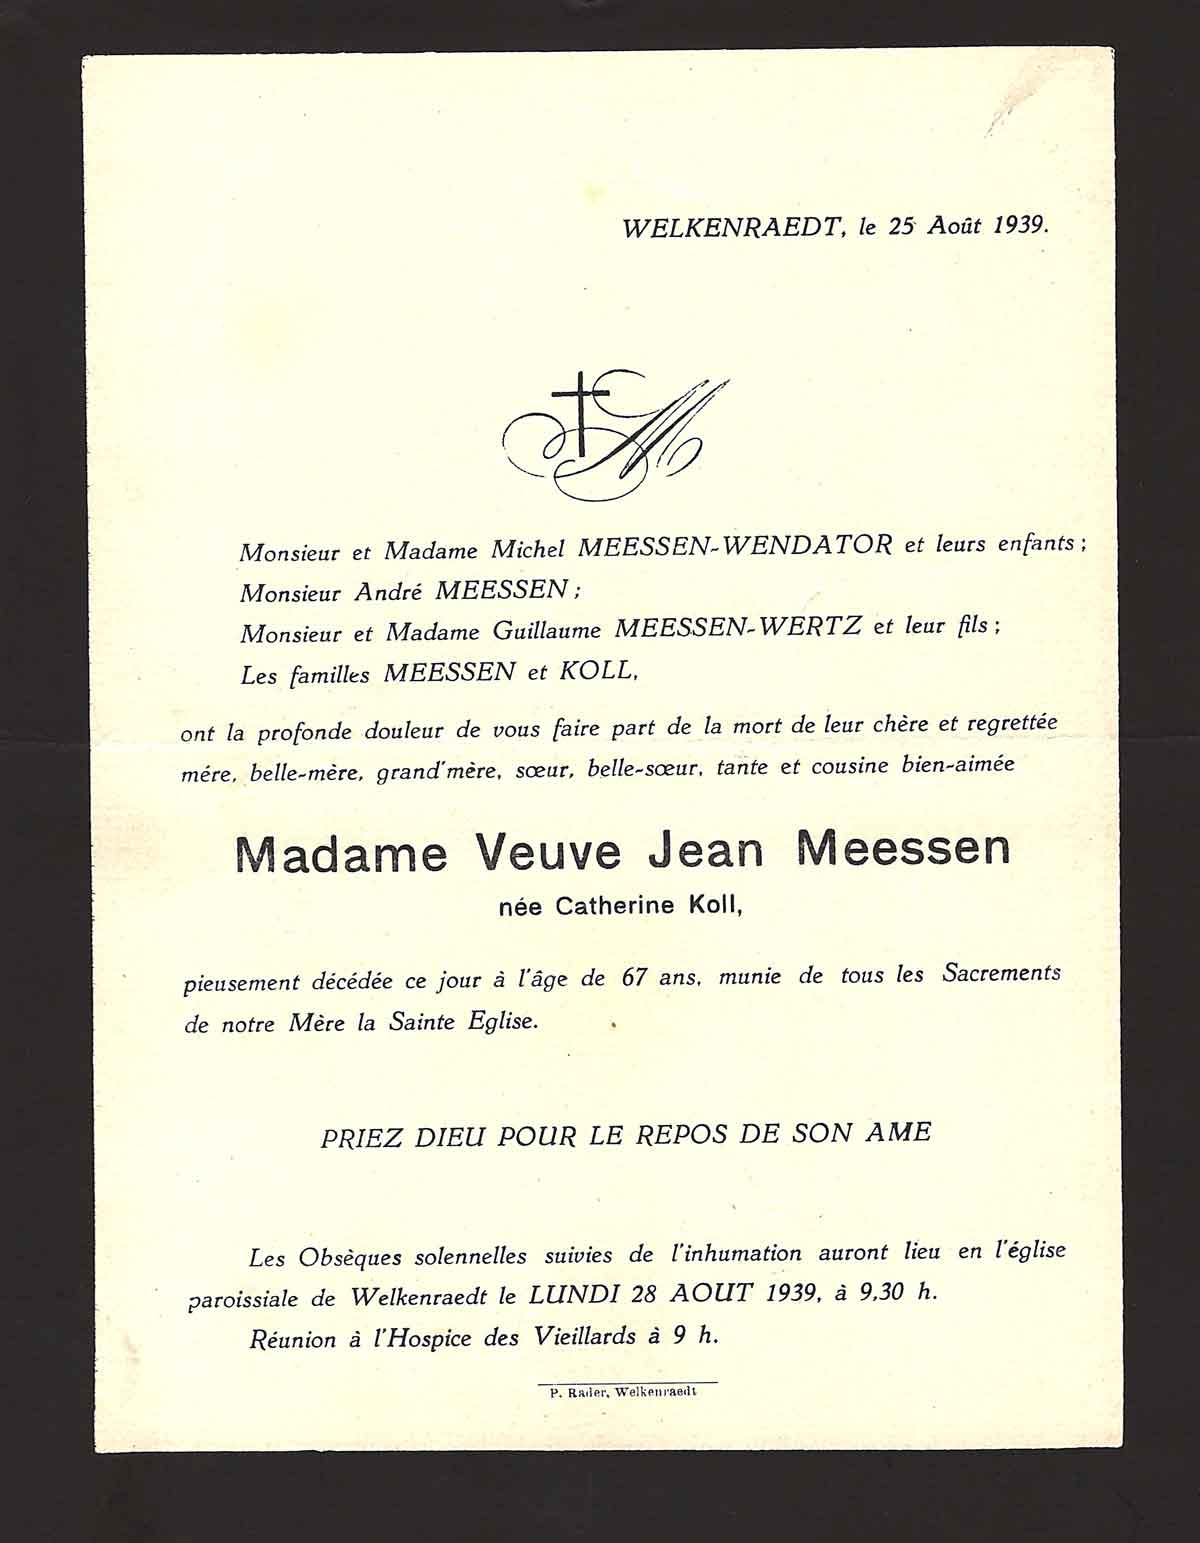 WELKENRAEDT, le 25 Août 1939.
M
Monsieur et Madame Michel MEESSEN-WENDATOR et leurs enfants ;
Monsieur André MEESSEN ;
Monsieur et Madame Guillaume MEESSEN-WERTZ et leur fils ;
Les familles MEESSEN et KOLL,
ont la profonde douleur de vous faire part de la mort de leur chère et regrettée
mére, belle-mère, grand'mère, sœur, belle-sœur, tante et cousine bien-aimée
Madame Veuve Jean Meessen
née Catherine Koll,
pieusement décédée ce jour à l'âge de 67 ans, munie de tous les Sacrements
de notre Mère la Sainte Eglise.
PRIEZ DIEU POUR LE REPOS DE SON AME
Les Obsèques solennelles suivies de l'inhumation auront lieu en l'église
paroissiale de Welkenraedt le LUNDI 28 AOUT 1939, à 9,30 h.
Réunion à l'Hospice des Vieillards à 9 h.
P. Rader, Welkenraedt